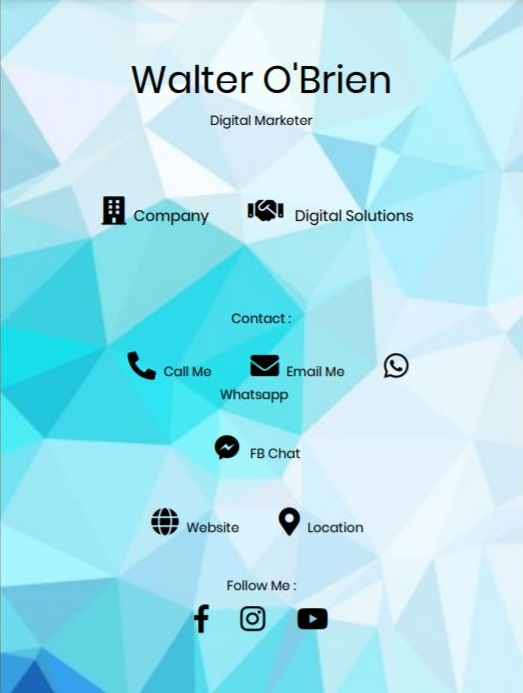 Walter O'Brien
Digital Marketer
Company Digital Solutions
Contact :
Call Me Email Me
Whatsapp
FB Chat
Website Location
Follow Me :